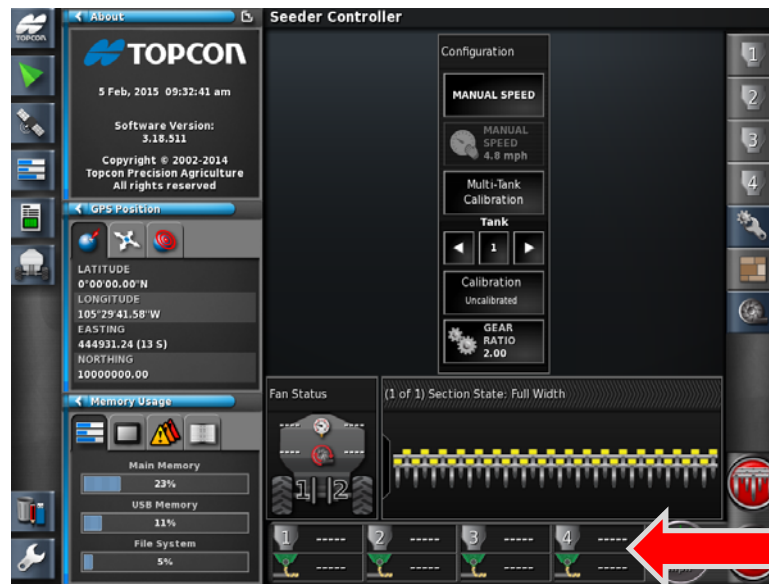 About
Seeder Controller
TOPCON
TOPCON
5 Feb, 2015 09:32:41 am
Software Version:
3.18.511
Copyright © 2002-2014
Topcon Precision Agriculture
All rights reserved
GPS Position
LATITUDE
0°00'00.00"N
LONGITUDE
105°29'41.58"W
EASTING
444931.24 (13 S)
NORTHING
10000000.00
Memory Usage
Main Memory
23%
USB Memory
11%
File System
5%
Configuration
MANUAL SPEED
MANUAL
SPEED
4.8 mph
Multi-Tank
Calibration
Tank
1
Calibration
Uncalibrated
GEAR
RATIO
2.00
Fan Status
----
----
----
----
1 2
(1 of 1) Section State: Full Width
1 -----
2 -----
3 -----
4 -----
-----
-----
-----
-----
1
2
3
4